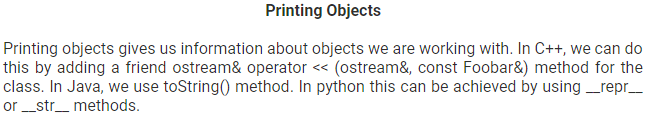 Printing Objects
Printing objects gives us information about objects we are working with. In C++, we can do
this by adding a friend ostream& operator << (ostream&, const Foobar&) method for the
class. In Java, we use toString() method. In python this can be achieved by using __repr__
or __str__ methods.